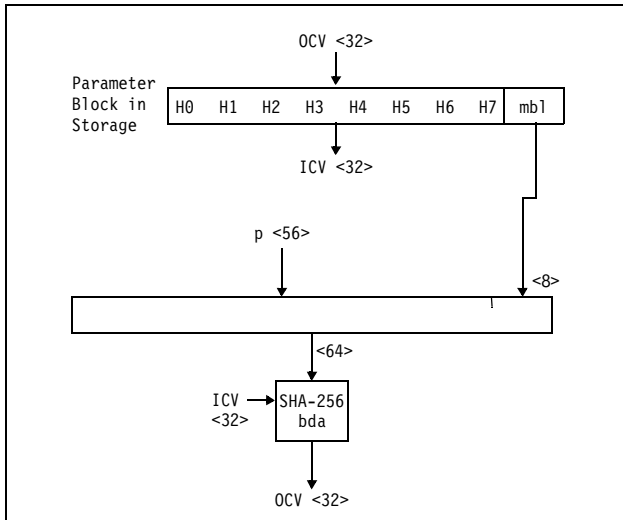 OCV <32>
Parameter
Block in
Storage
H0 H1 H2 H3 H4 H5 H6 H7 mbl
ICV <32>
p <56>
<8>
<64>
ICV
<32>
SHA-256
bda
OCV <32>